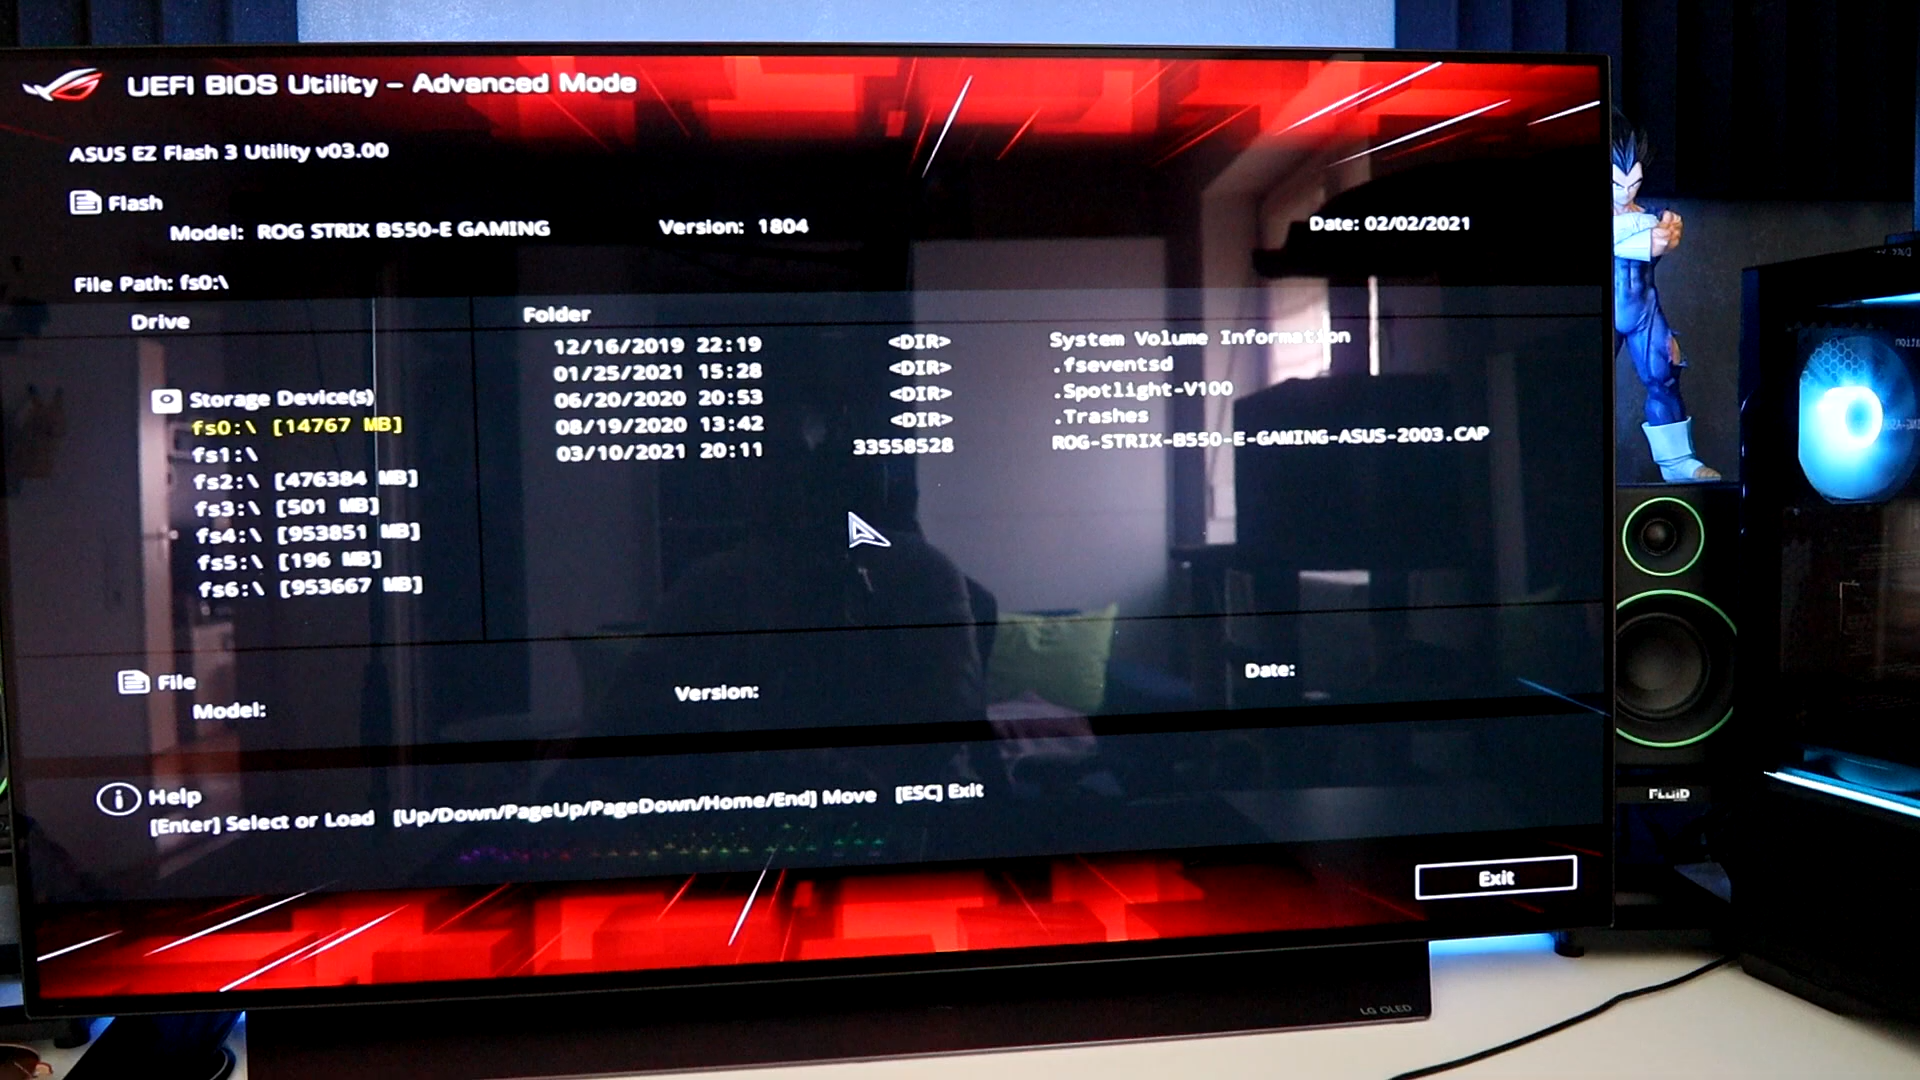 UEFI BIOS Utility – Advanced Mode
ASUS EZ Flash 3 Utility v03.00
Flash
Model: ROG STRIX B550-E GAMING Version: 1804 Date: 02/02/2021
File Path: fs0:\
Drive Folder
12/16/2019 22:19 <DIR> System Volume Information
01/25/2021 15:28 <DIR> .fseventsd
06/20/2020 20:53 <DIR> .Spotlight-V100
08/19/2020 13:42 <DIR> .Trashes
03/10/2021 20:11 33558528 ROG-STRIX-B550-E-GAMING-ASUS-2003.CAP
Storage Device(s)
fs0:\ [14767 MB]
fs1:\
fs2:\ [476384 MB]
fs3:\ [501 MB]
fs4:\ [953851 MB]
fs5:\ [196 MB]
fs6:\ [953667 MB]
File
Model: Version: Date:
Help
[Enter] Select or Load [Up/Down/PageUp/PageDown/Home/End] Move [ESC] Exit
Exit
LG OLED
FLUID